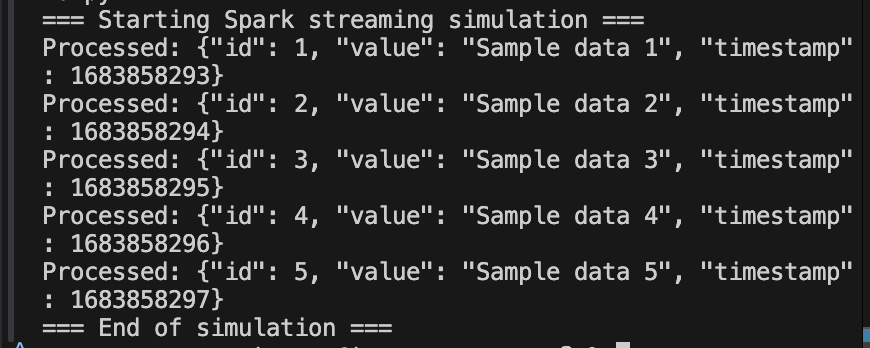 === Starting Spark streaming simulation ===
Processed: {"id": 1, "value": "Sample data 1", "timestamp"
: 1683858293}
Processed: {"id": 2, "value": "Sample data 2", "timestamp"
: 1683858294}
Processed: {"id": 3, "value": "Sample data 3", "timestamp"
: 1683858295}
Processed: {"id": 4, "value": "Sample data 4", "timestamp"
: 1683858296}
Processed: {"id": 5, "value": "Sample data 5", "timestamp"
: 1683858297}
=== End of simulation ===